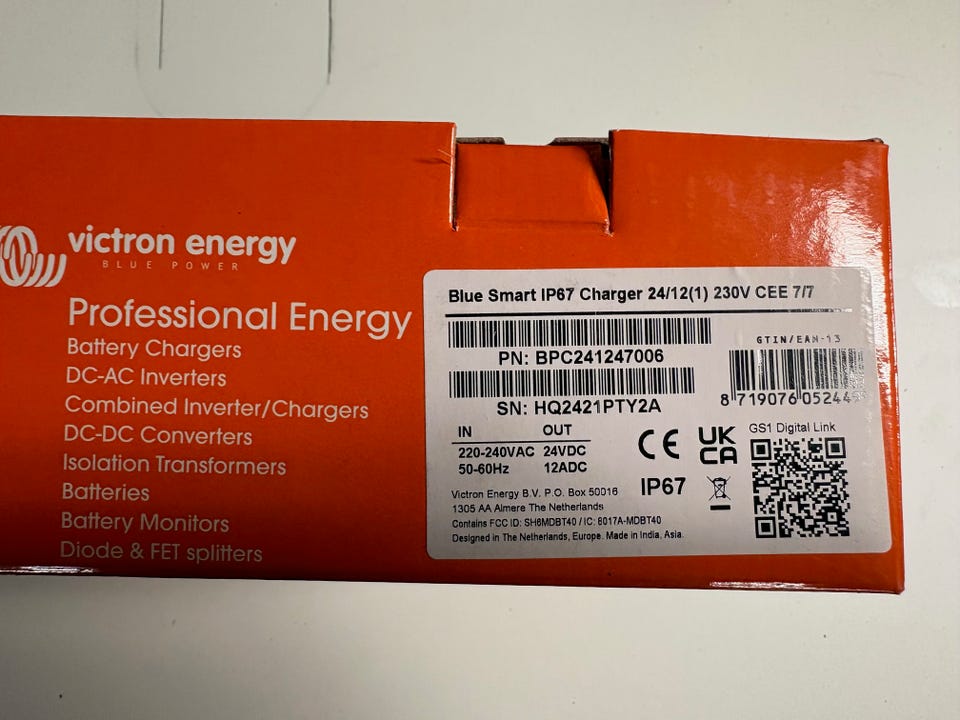 victron energy
BLUE POWER
Professional Energy
Battery Chargers
DC-AC Inverters
Combined Inverter/Chargers
DC-DC Converters
Isolation Transformers
Batteries
Battery Monitors
Diode & FET splitters
Blue Smart IP67 Charger 24/12(1) 230V CEE 7/7
PN: BPC241247006
SN: HQ2421PTY2A
GTIN/EAN-13
8 719076 05244
IN OUT
220-240VAC 24VDC
50-60Hz 12ADC
CE
UK
CA
IP67
GS1 Digital Link
Victron Energy B.V. P.O. Box 50016
1305 AA Almere The Netherlands
Contains FCC ID: SH6MDBT40 / IC: 8017A-MDBT40
Designed in The Netherlands, Europe. Made in India, Asia.